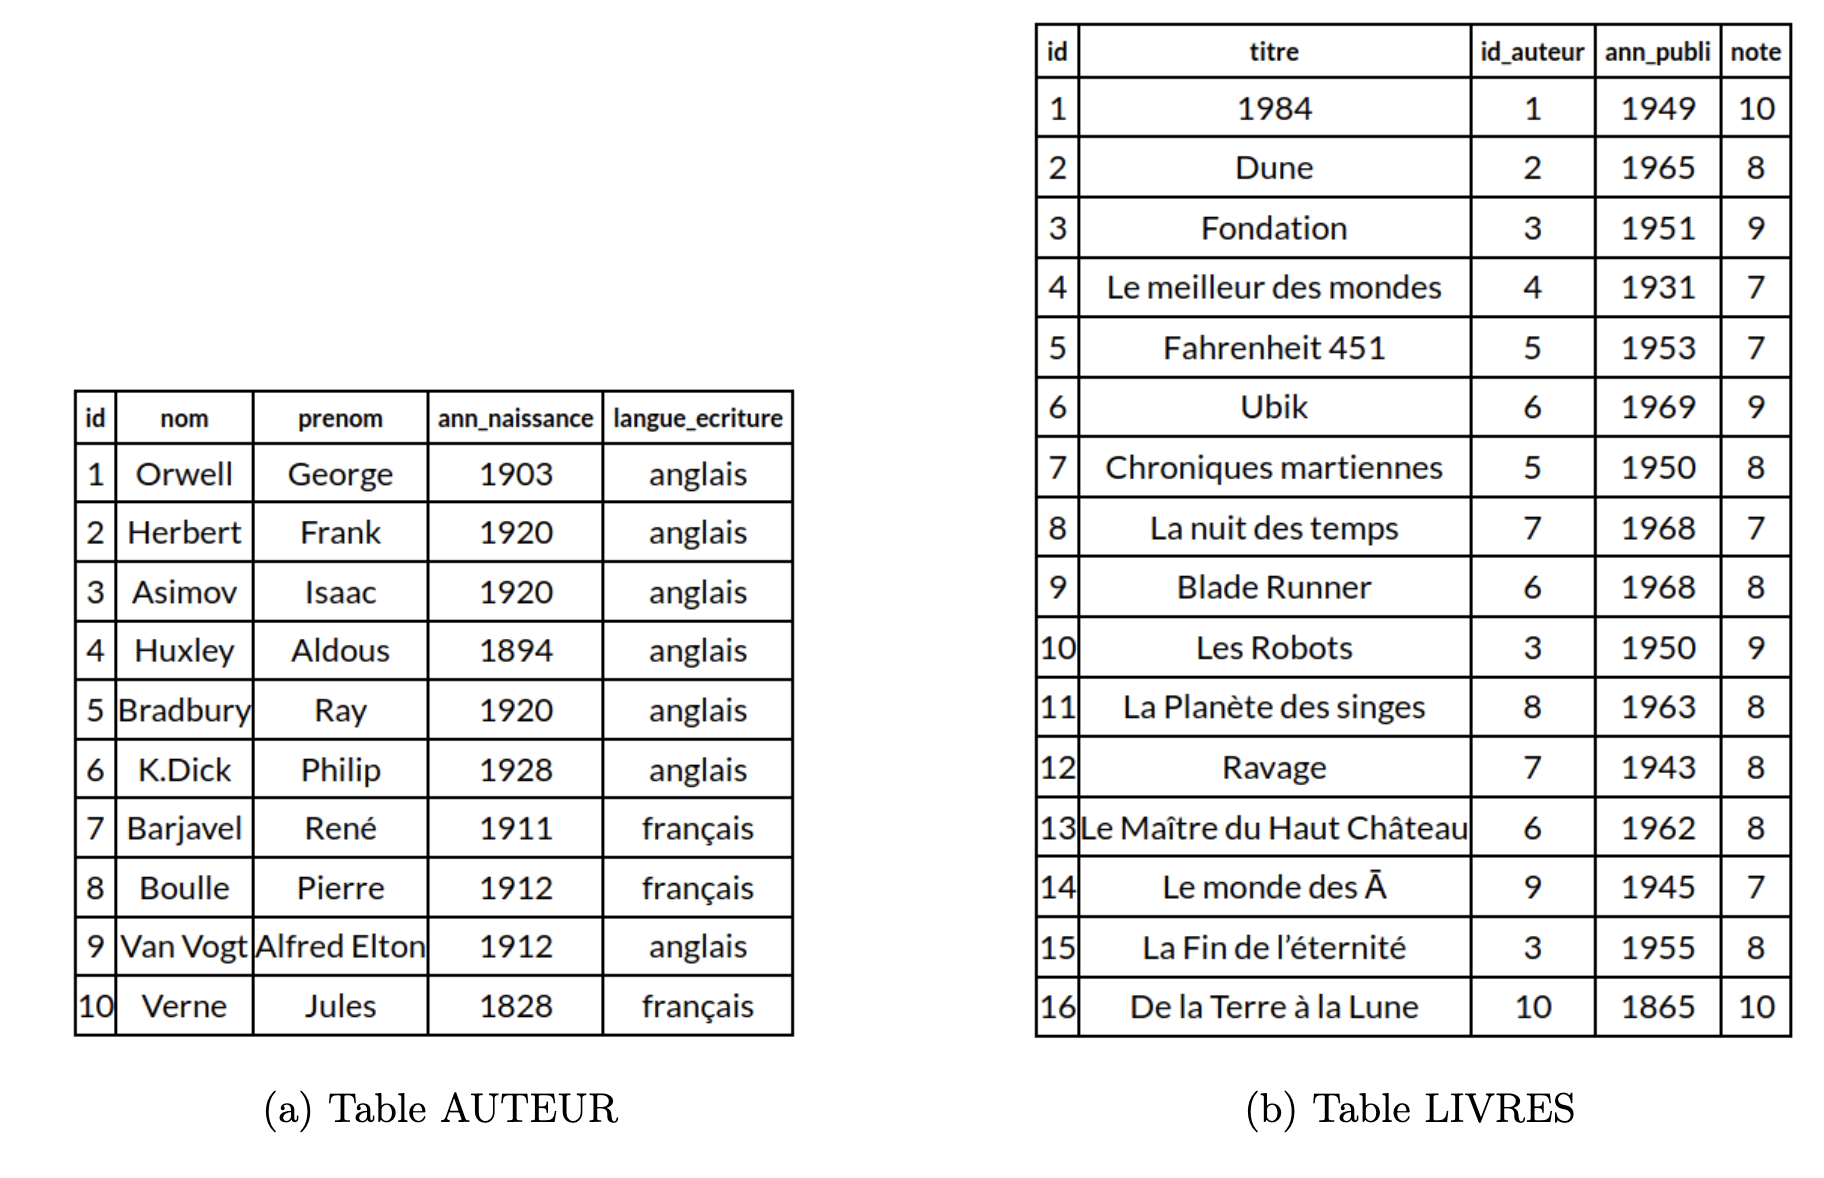 id nom prenom ann_naissance langue_ecriture
1 Orwell George 1903 anglais
2 Herbert Frank 1920 anglais
3 Asimov Isaac 1920 anglais
4 Huxley Aldous 1894 anglais
5 Bradbury Ray 1920 anglais
6 K.Dick Philip 1928 anglais
7 Barjavel René 1911 français
8 Boulle Pierre 1912 français
9 Van Vogt Alfred Elton 1912 anglais
10 Verne Jules 1828 français
(a) Table AUTEUR
id titre id_auteur ann_publi note
1 1984 1 1949 10
2 Dune 2 1965 8
3 Fondation 3 1951 9
4 Le meilleur des mondes 4 1931 7
5 Fahrenheit 451 5 1953 7
6 Ubik 6 1969 9
7 Chroniques martiennes 5 1950 8
8 La nuit des temps 7 1968 7
9 Blade Runner 6 1968 8
10 Les Robots 3 1950 9
11 La Planète des singes 8 1963 8
12 Ravage 7 1943 8
13 Le Maître du Haut Château 6 1962 8
14 Le monde des Ā 9 1945 7
15 La Fin de l’éternité 3 1955 8
16 De la Terre à la Lune 10 1865 10
(b) Table LIVRES